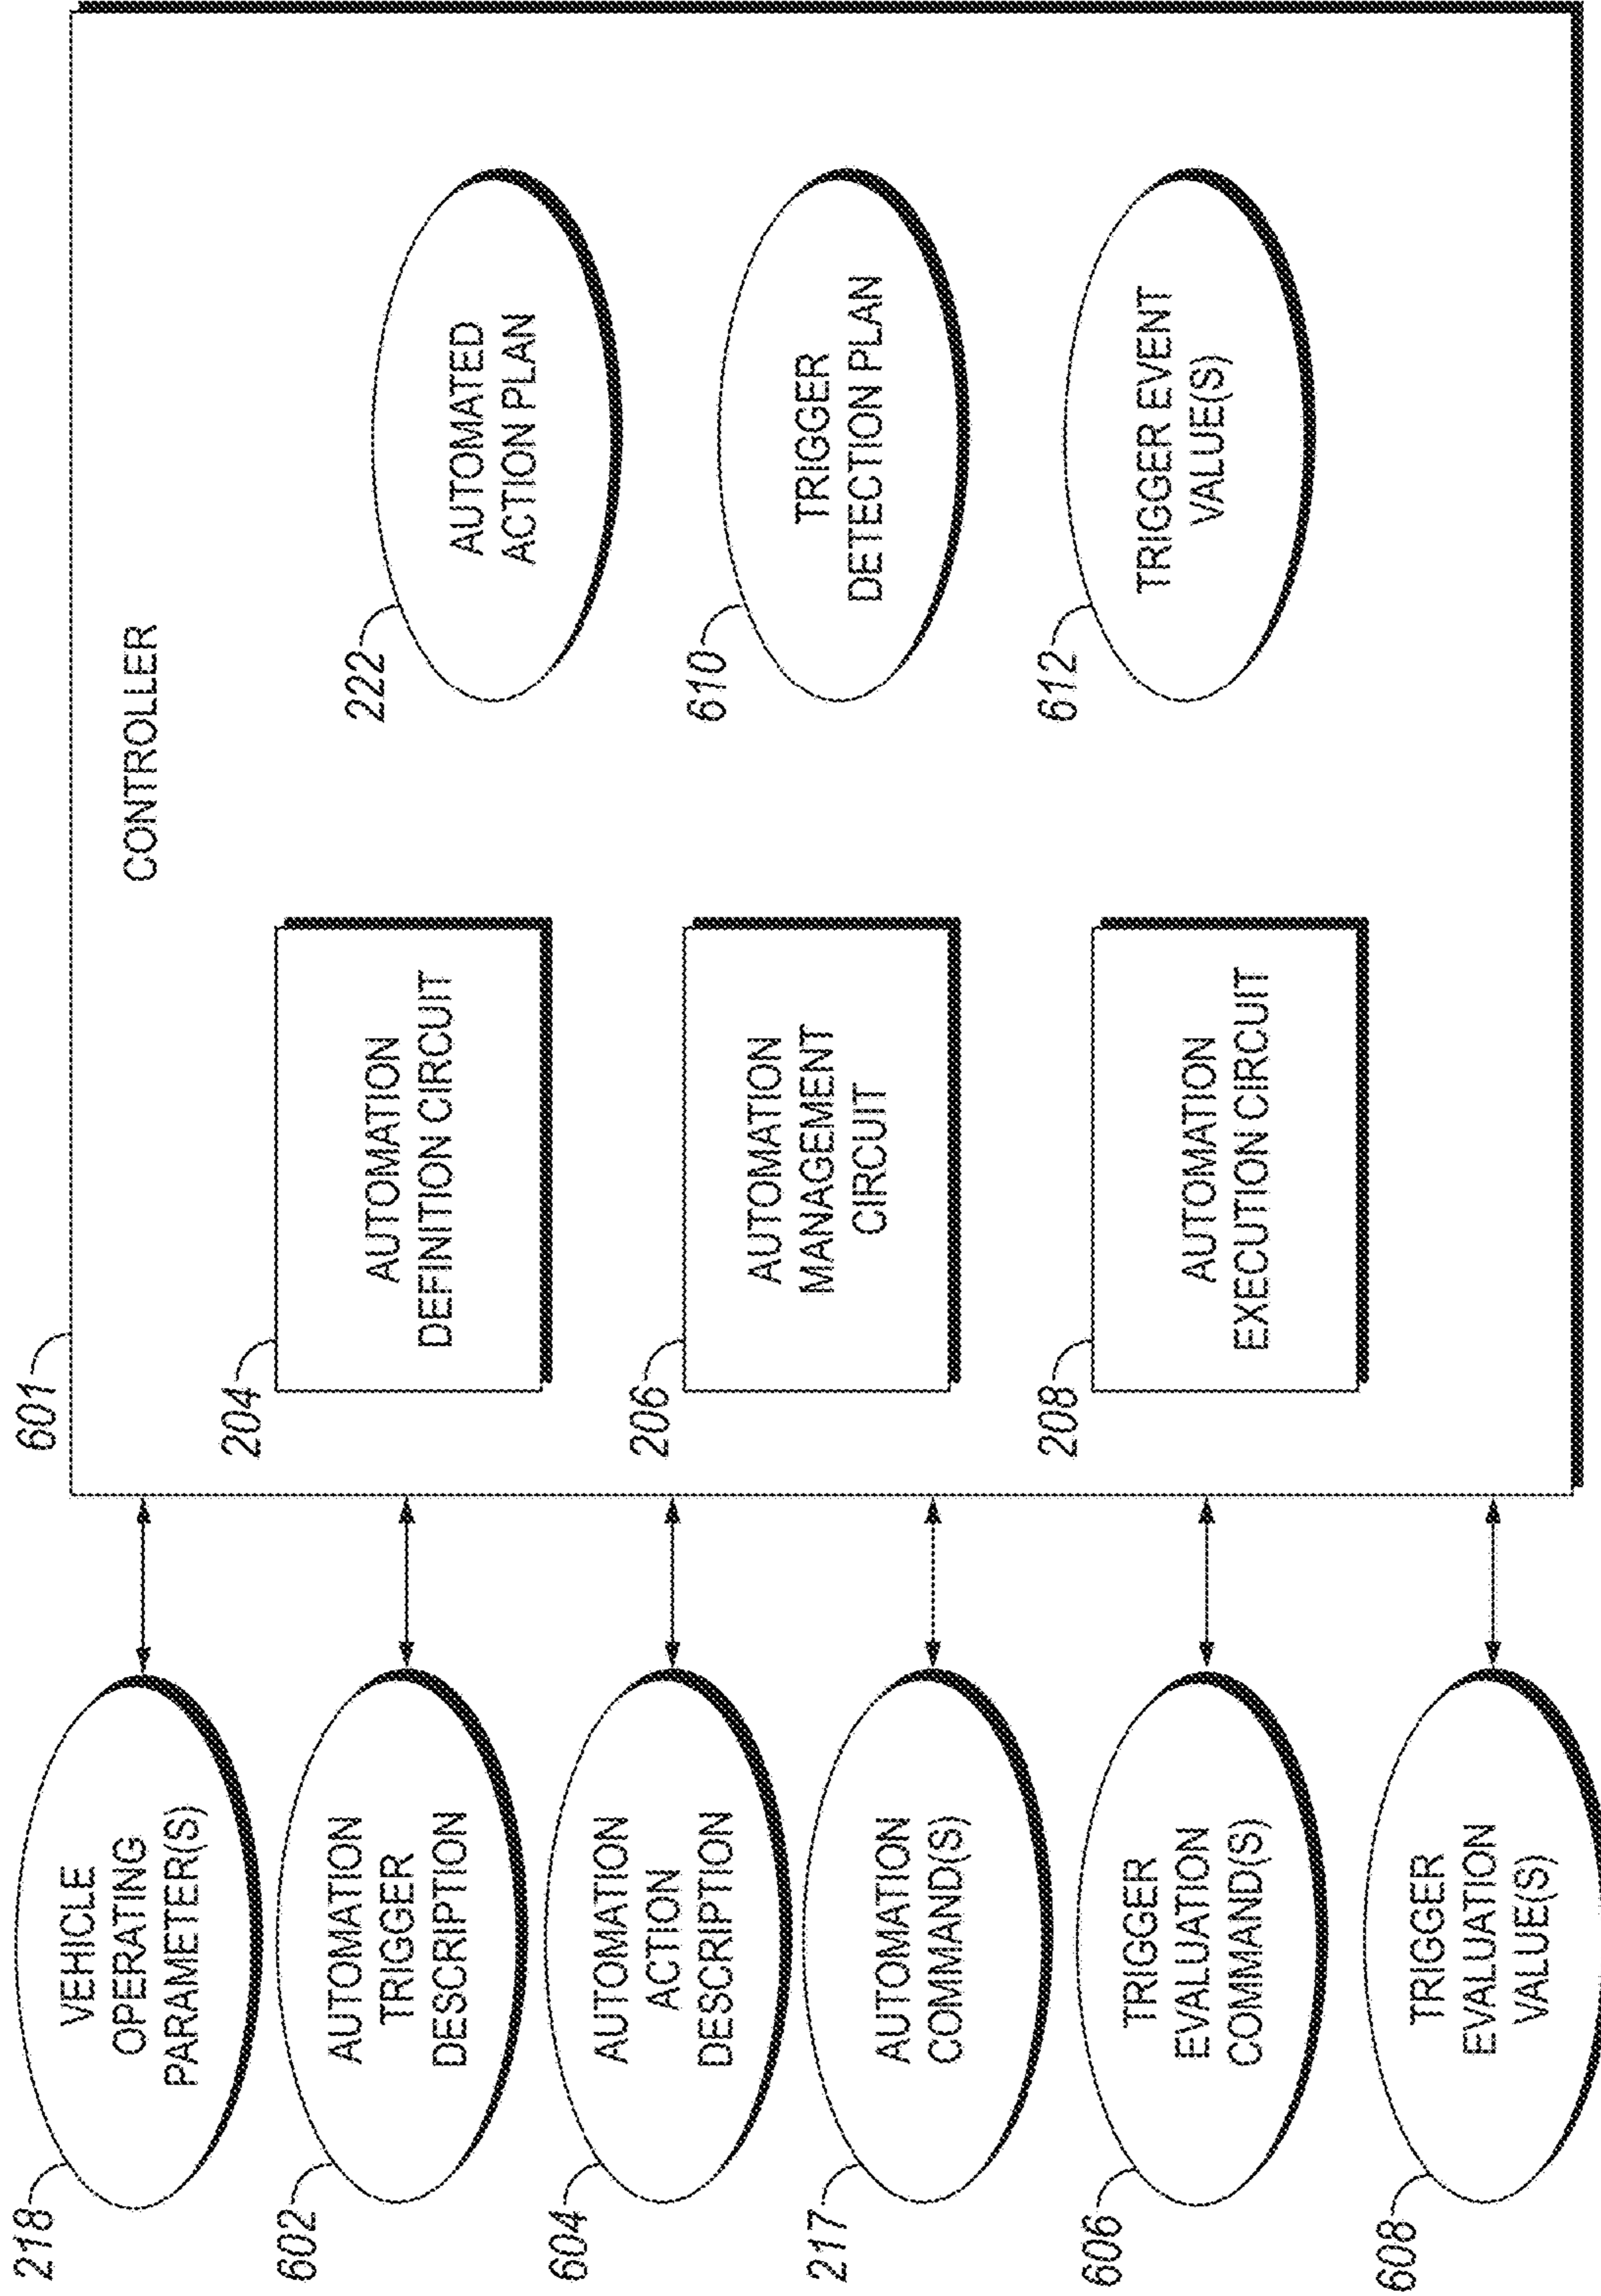 218
VEHICLE
OPERATING
PARAMETER(S)
602
AUTOMATION
TRIGGER
DESCRIPTION
604
AUTOMATION
ACTION
DESCRIPTION
217
AUTOMATION
COMMAND(S)
606
TRIGGER
EVALUATION
COMMAND(S)
608
TRIGGER
EVALUATION
VALUE(S)
601
CONTROLLER
204
AUTOMATION
DEFINITION CIRCUIT
206
AUTOMATION
MANAGEMENT
CIRCUIT
208
AUTOMATION
EXECUTION CIRCUIT
222
AUTOMATED
ACTION PLAN
610
TRIGGER
DETECTION PLAN
612
TRIGGER EVENT
VALUE(S)